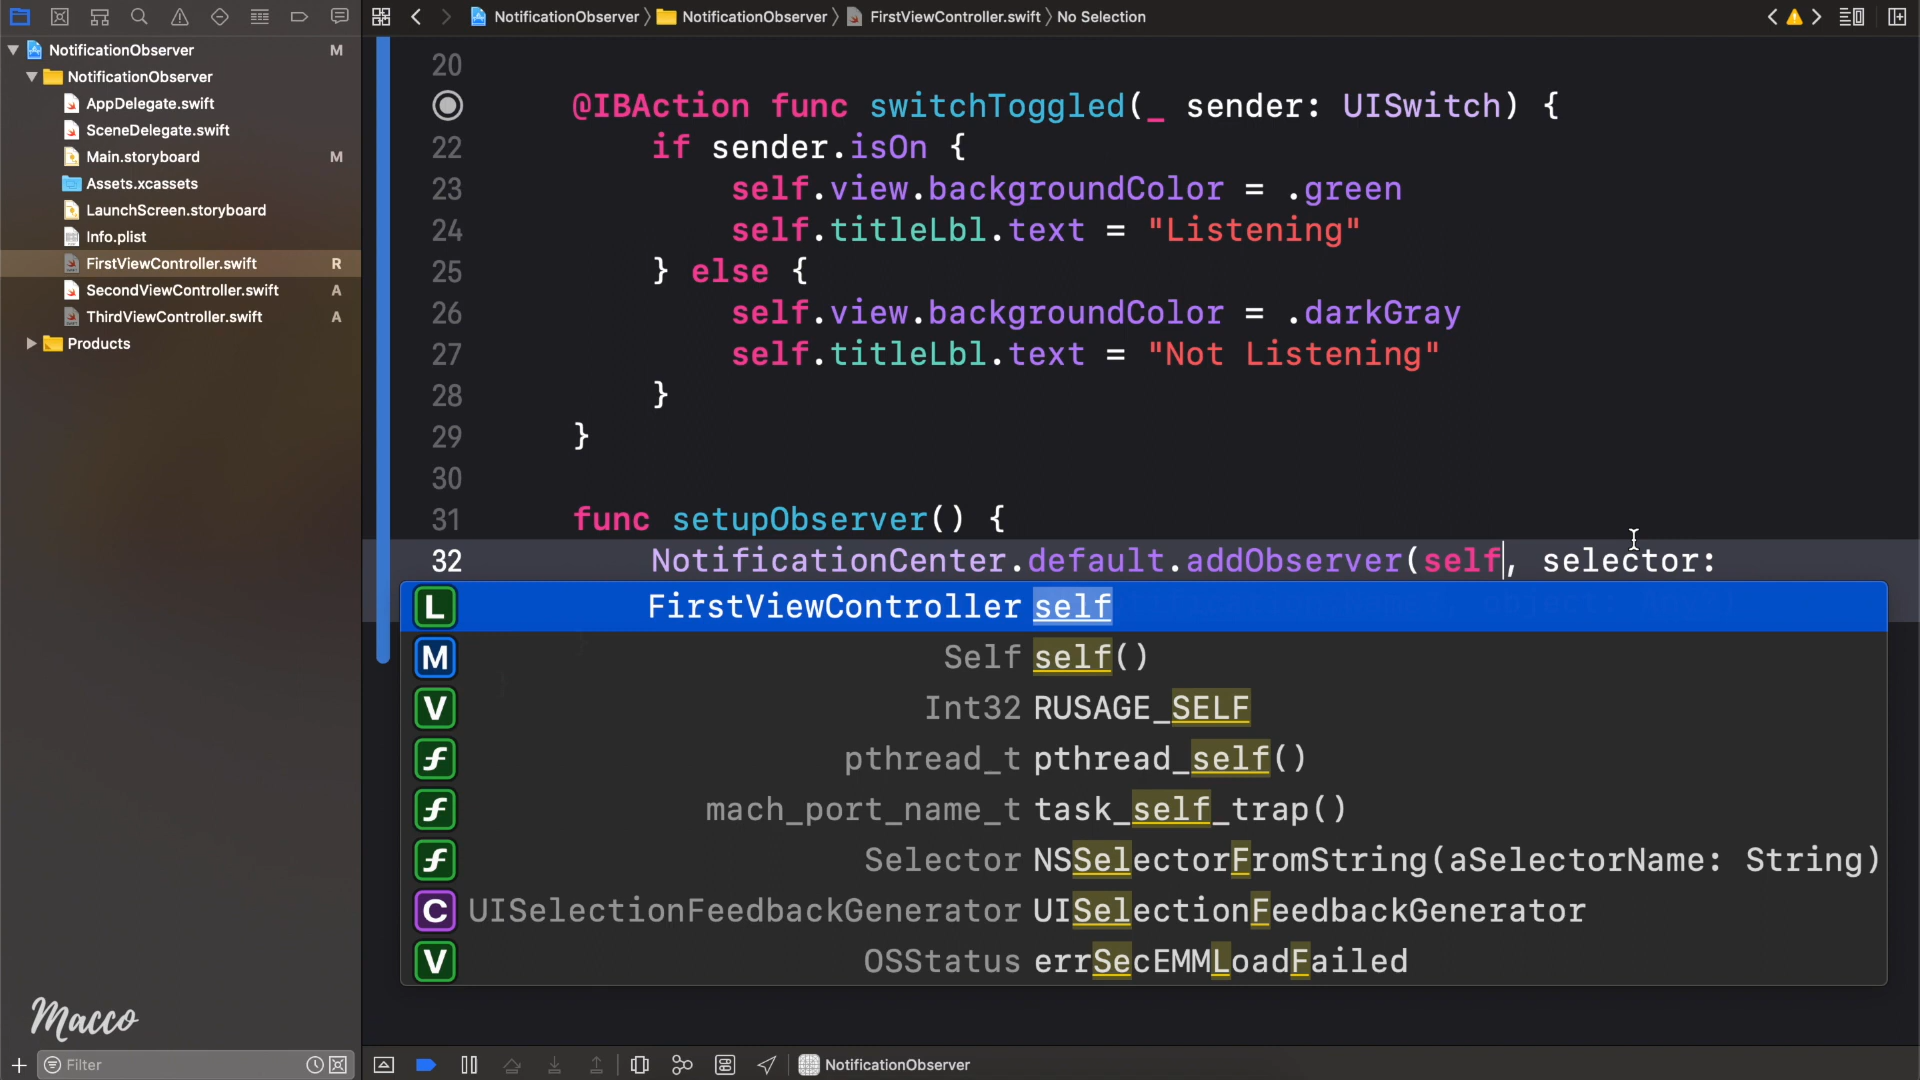 NotificationObserver NotificationObserver FirstViewController.swift No Selection
NotificationObserver M
NotificationObserver
AppDelegate.swift
SceneDelegate.swift
Main.storyboard M
Assets.xcassets
LaunchScreen.storyboard
Info.plist
FirstViewController.swift R
SecondViewController.swift A
ThirdViewController.swift A
Products
20
@IBAction func switchToggled(_ sender: UISwitch) {
22 if sender.isOn {
23 self.view.backgroundColor = .green
24 self.titleLbl.text = "Listening"
25 } else {
26 self.view.backgroundColor = .darkGray
27 self.titleLbl.text = "Not Listening"
28 }
29 }
30
31 func setupObserver() {
32 NotificationCenter.default.addObserver(self, selector:
L FirstViewController self
M Self self()
V Int32 RUSAGE_SELF
f pthread_t pthread_self()
f mach_port_name_t task_self_trap()
f Selector NSSelectorFromString(aSelectorName: String)
C UISelectionFeedbackGenerator UISelectionFeedbackGenerator
V OSStatus errSecEMMLoadFailed
Macco
Filter
NotificationObserver